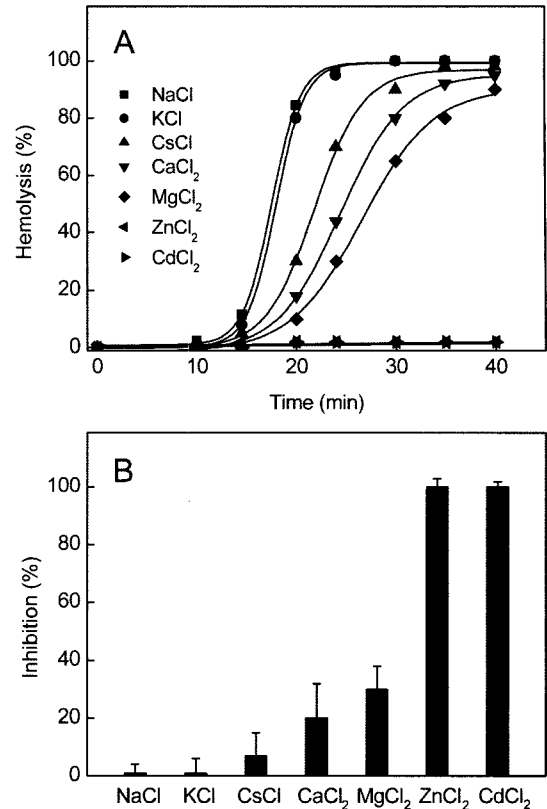 A
100
80
60
40
20
0
Hemolysis (%)
NaCl
KCl
CsCl
CaCl₂
MgCl₂
ZnCl₂
CdCl₂
0 10 20 30 40
Time (min)
B
100
80
60
40
20
0
Inhibition (%)
NaCl KCl CsCl CaCl₂ MgCl₂ ZnCl₂ CdCl₂